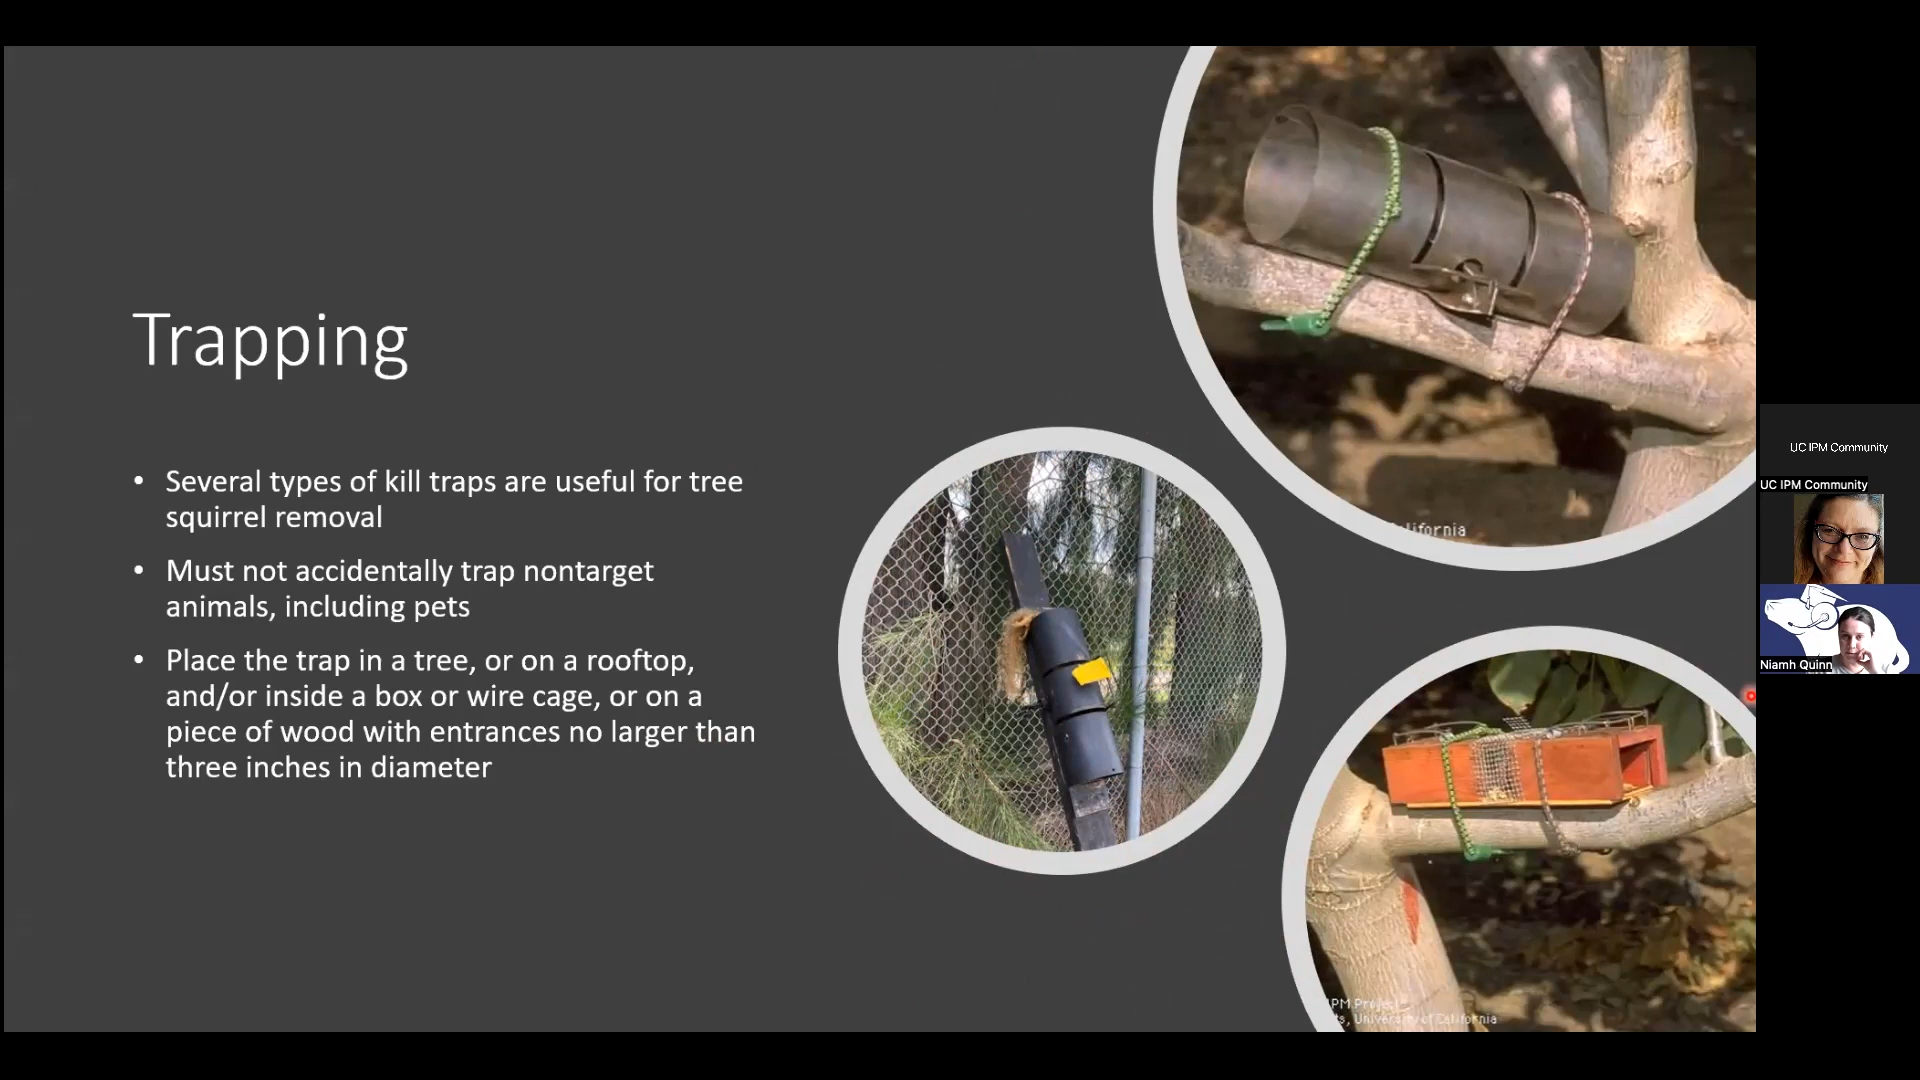 Trapping
• Several types of kill traps are useful for tree
squirrel removal
• Must not accidentally trap nontarget
animals, including pets
• Place the trap in a tree, or on a rooftop,
and/or inside a box or wire cage, or on a
piece of wood with entrances no larger than
three inches in diameter
lifornia
IPM Project
ts, University of California
UC IPM Community
UC IPM Community
Niamh Quinn